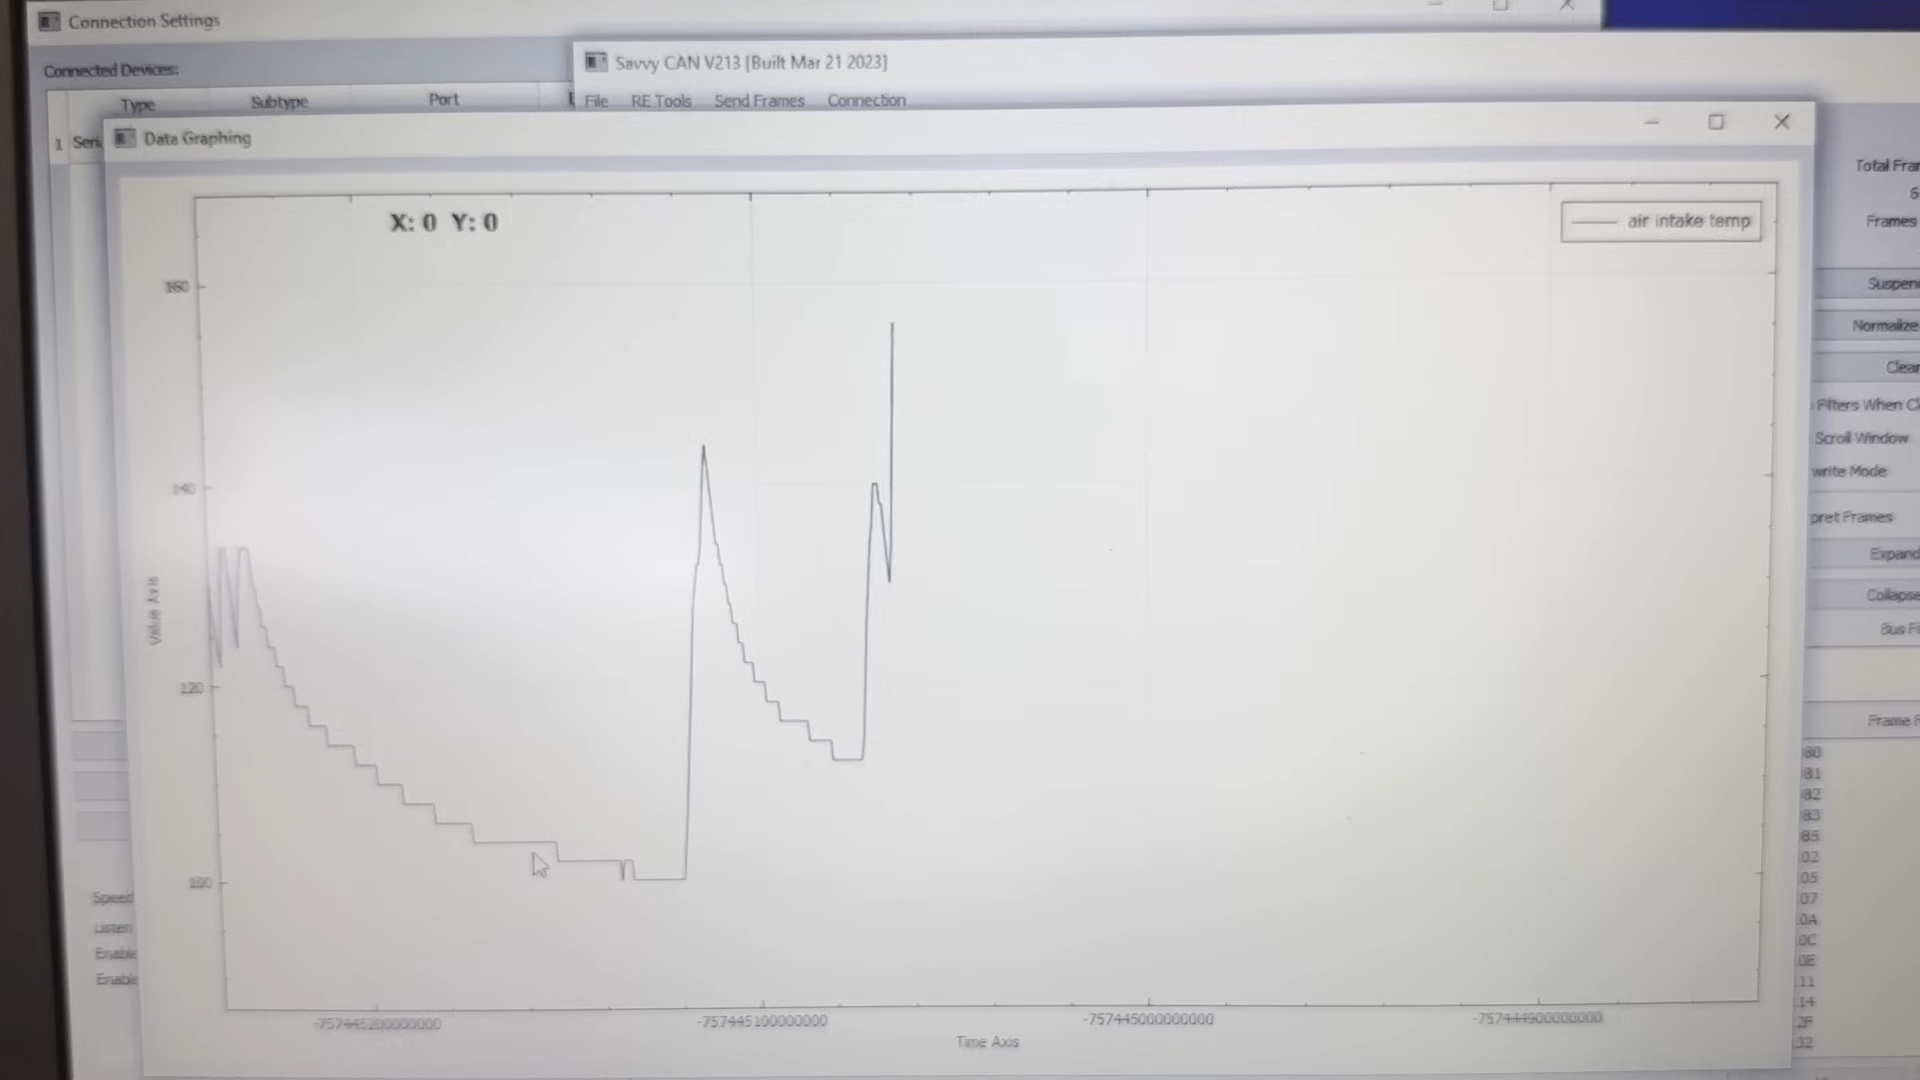 Connection Settings
Connected Devices:
Type Subtype Port
1
Savvy CAN V213 [Built Mar 21 2023]
File RE Tools Send Frames Connection
Data Graphing
X: 0 Y: 0
air intake temp
160
140
120
100
Value Axis
-757445200000000
-757445100000000
-757445000000000
-757444900000000
Time Axis
Speed
Listen
Enable
Enable
Total Fra
6
Frames
Suspen
Normalize
Clear
Filters When Cl
Scroll Window
write Mode
pret Frames
Expand
Collapse
Bus Fi
Frame F
80
81
82
83
85
02
05
07
0A
0C
0E
11
14
2F
32